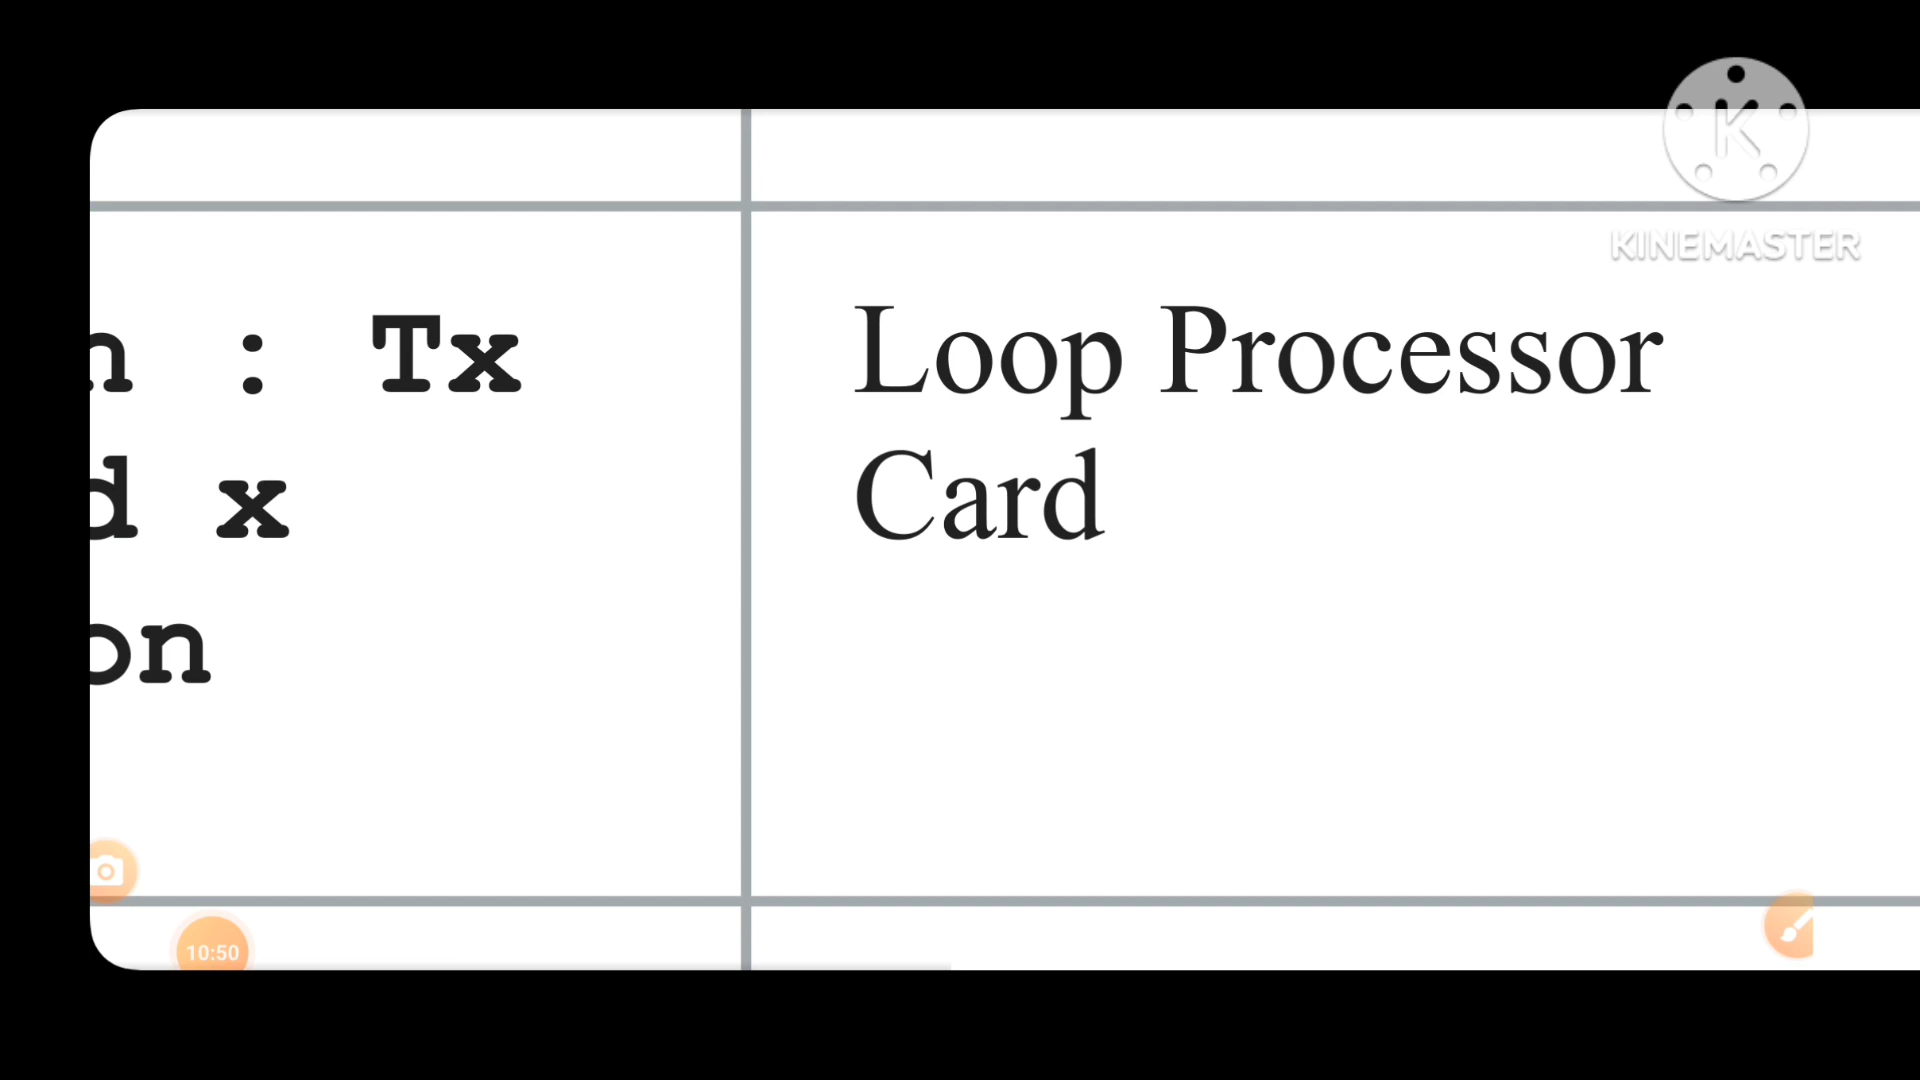 KINEMASTER
n : Tx
d x
on
Loop Processor
Card
10:50